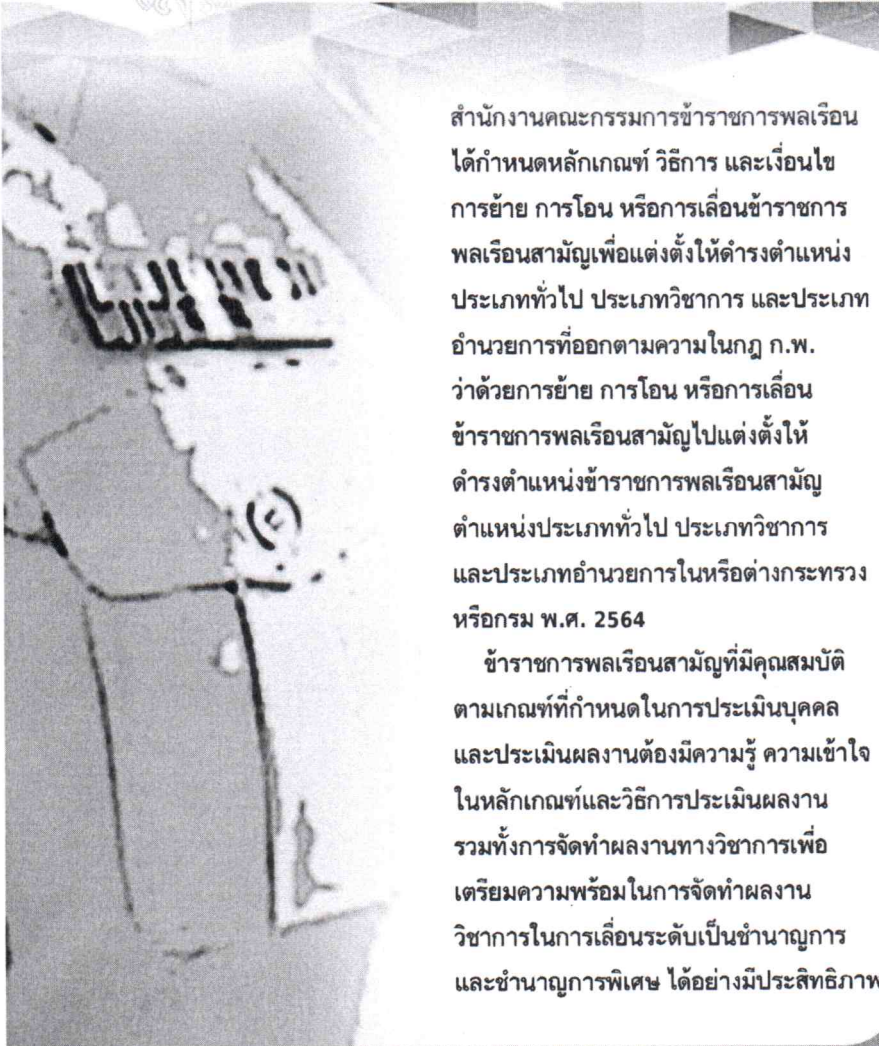 สำนักงานคณะกรรมการข้าราชการพลเรือน
ได้กำหนดหลักเกณฑ์ วิธีการ และเงื่อนไข
การย้าย การโอน หรือการเลื่อนข้าราชการ
พลเรือนสามัญเพื่อแต่งตั้งให้ดำรงตำแหน่ง
ประเภททั่วไป ประเภทวิชาการ และประเภท
อำนวยการที่ออกตามความในกฎ ก.พ.
ว่าด้วยการย้าย การโอน หรือการเลื่อน
ข้าราชการพลเรือนสามัญไปแต่งตั้งให้
ดำรงตำแหน่งข้าราชการพลเรือนสามัญ
ตำแหน่งประเภททั่วไป ประเภทวิชาการ
และประเภทอำนวยการในหรือต่างกระทรวง
หรือกรม พ.ศ. 2564
ข้าราชการพลเรือนสามัญที่มีคุณสมบัติ
ตามเกณฑ์ที่กำหนดในการประเมินบุคคล
และประเมินผลงานต้องมีความรู้ ความเข้าใจ
ในหลักเกณฑ์และวิธีการประเมินผลงาน
รวมทั้งการจัดทำผลงานทางวิชาการเพื่อ
เตรียมความพร้อมในการจัดทำผลงาน
วิชาการในการเลื่อนระดับเป็นชำนาญการ
และชำนาญการพิเศษ ได้อย่างมีประสิทธิภาพ